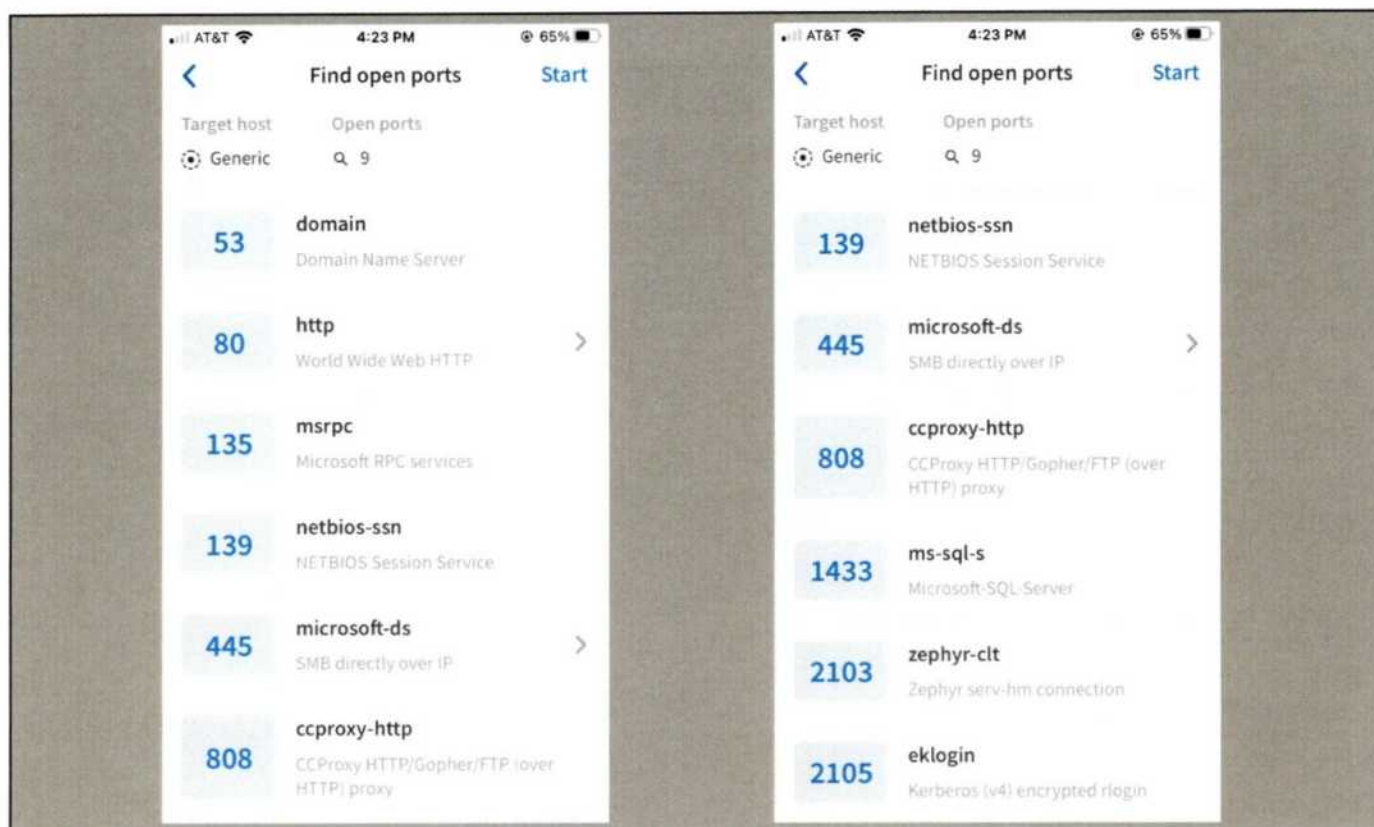 AT&T 4:23 PM 65%
Find open ports Start
Target host Open ports
Generic 9
53 domain
Domain Name Server
80 http
World Wide Web HTTP
135 msrpc
Microsoft RPC services
139 netbios-ssn
NETBIOS Session Service
445 microsoft-ds
SMB directly over IP
808 ccproxy-http
CCProxy HTTP/Gopher/FTP (over
HTTP) proxy
AT&T 4:23 PM 65%
Find open ports Start
Target host Open ports
Generic 9
139 netbios-ssn
NETBIOS Session Service
445 microsoft-ds
SMB directly over IP
808 ccproxy-http
CCProxy HTTP/Gopher/FTP (over
HTTP) proxy
1433 ms-sql-s
Microsoft-SQL-Server
2103 zephyr-clt
Zephyr serv-hm connection
2105 eklogin
Kerberos (v4) encrypted rlogin